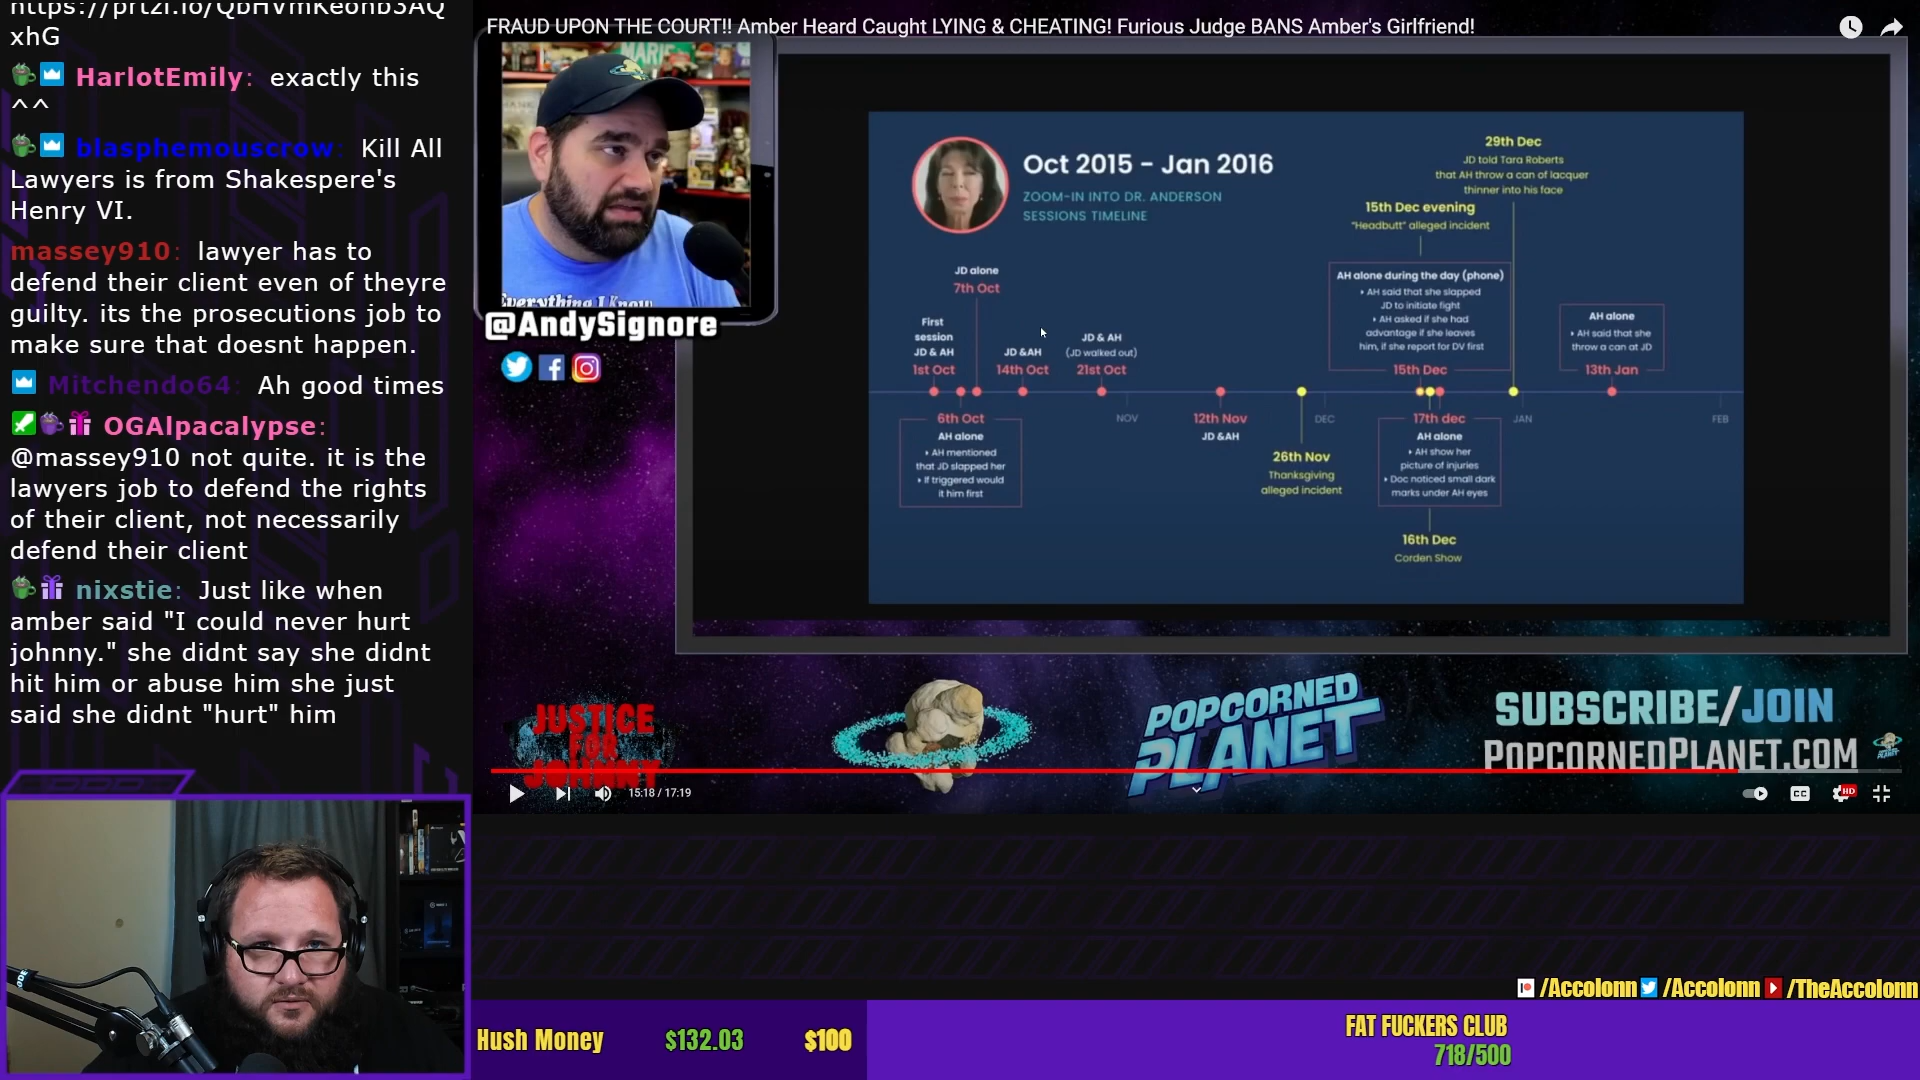 https://prtzl.io/QbHVmKeohb3AQ
xhG
HarlotEmily: exactly this
^^
blasphemouscrow: Kill All
Lawyers is from Shakespere's
Henry VI.
massey910: lawyer has to
defend their client even of theyre
guilty. its the prosecutions job to
make sure that doesnt happen.
Mitchendo64: Ah good times
OGAlpacalypse:
@massey910 not quite. it is the
lawyers job to defend the rights
of their client, not necessarily
defend their client
nixstie: Just like when
amber said "I could never hurt
johnny." she didnt say she didnt
hit him or abuse him she just
said she didnt "hurt" him
FRAUD UPON THE COURT!! Amber Heard Caught LYING & CHEATING! Furious Judge BANS Amber's Girlfriend!
Everything I Know
@AndySignore
Oct 2015 - Jan 2016
ZOOM-IN INTO DR. ANDERSON
SESSIONS TIMELINE
First
session
JD & AH
1st Oct
6th Oct
AH alone
• AH mentioned
that JD slapped her
• If triggered would
it him first
JD alone
7th Oct
JD &AH
14th Oct
JD & AH
(JD walked out)
21st Oct
NOV
12th Nov
JD &AH
26th Nov
Thanksgiving
alleged incident
DEC
15th Dec evening
"Headbutt" alleged incident
AH alone during the day (phone)
• AH said that she slapped
JD to initiate fight
• AH asked if she had
advantage if she leaves
him, if she report for DV first
15th Dec
17th dec
AH alone
• AH show her
picture of injuries
• Doc noticed small dark
marks under AH eyes
16th Dec
Corden Show
29th Dec
JD told Tara Roberts
that AH throw a can of lacquer
thinner into his face
JAN
AH alone
• AH said that she
throw a can at JD
13th Jan
FEB
JUSTICE
FOR
JOHNNY
POPCORNED
PLANET
SUBSCRIBE/JOIN
POPCORNEDPLANET.COM
15:18 / 17:19
CC
HD
/Accolonn /Accolonn /TheAccolonn
Hush Money $132.03 $100
FAT FUCKERS CLUB
718/500